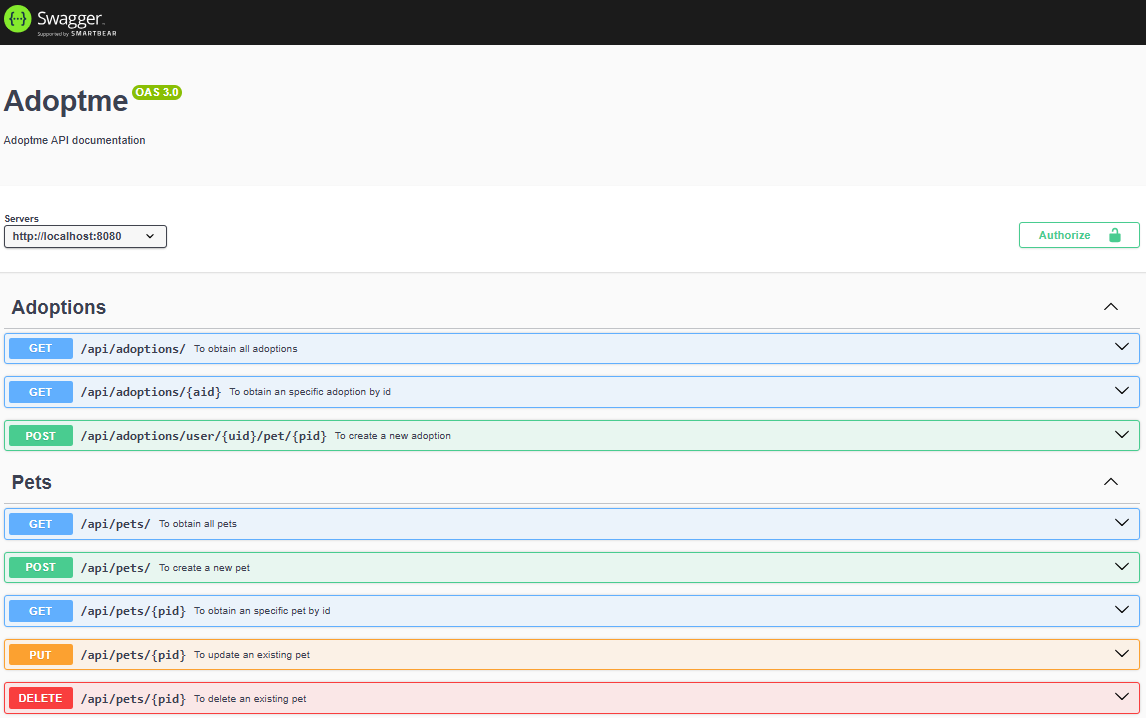 Swagger
Supported by SMARTBEAR
Adoptme OAS 3.0
Adoptme API documentation
Servers
http://localhost:8080
Authorize
Adoptions
GET /api/adoptions/ To obtain all adoptions
GET /api/adoptions/{aid} To obtain an specific adoption by id
POST /api/adoptions/user/{uid}/pet/{pid} To create a new adoption
Pets
GET /api/pets/ To obtain all pets
POST /api/pets/ To create a new pet
GET /api/pets/{pid} To obtain an specific pet by id
PUT /api/pets/{pid} To update an existing pet
DELETE /api/pets/{pid} To delete an existing pet